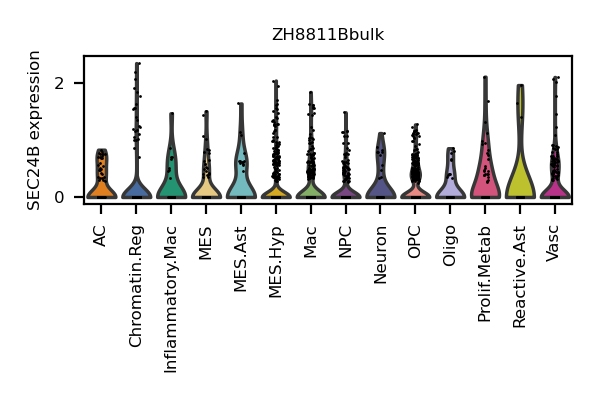 ZH8811Bbulk
SEC24B expression
2
0
AC
Chromatin.Reg
Inflammatory.Mac
MES
MES.Ast
MES.Hyp
Mac
NPC
Neuron
OPC
Oligo
Prolif.Metab
Reactive.Ast
Vasc